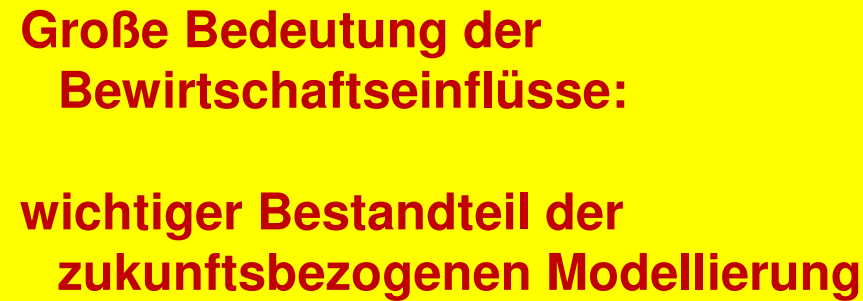 Große Bedeutung der
Bewirtschaftseinflüsse:
wichtiger Bestandteil der
zukunftsbezogenen Modellierung